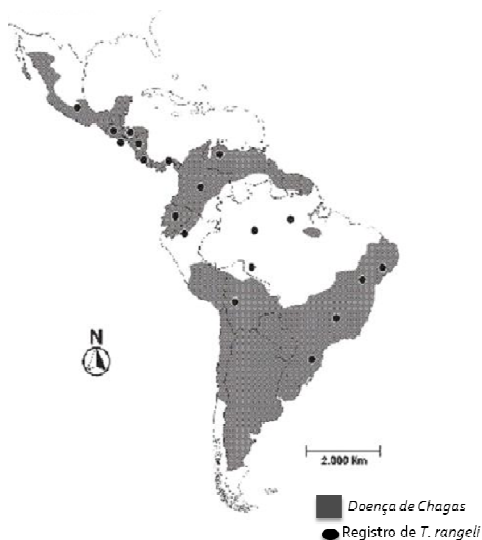 N
2.000 Km
Doença de Chagas
Registro de T. rangeli